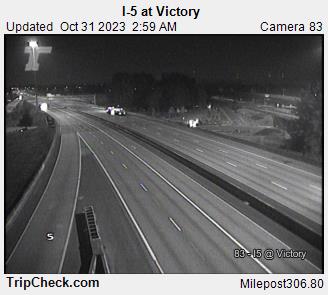 I-5 at Victory
Updated Oct 31 2023 2:59 AM Camera 83
S
83 - I5 @ Victory
TripCheck.com Milepost306.80